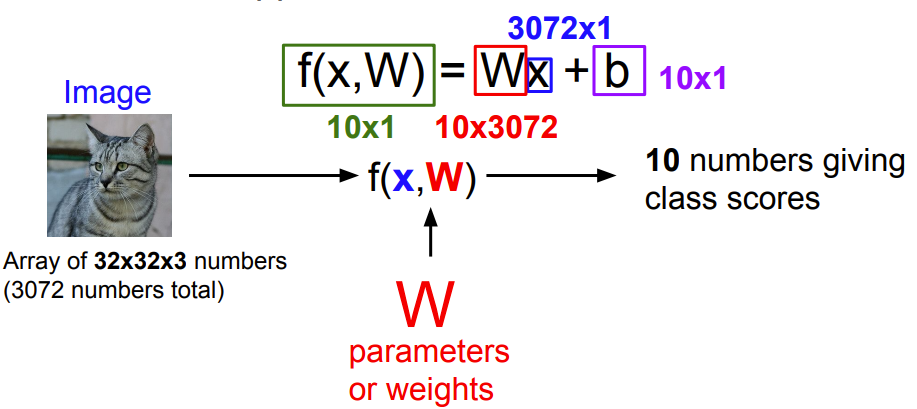 3072x1
f(x,W) = Wx + b 10x1
10x1 10x3072
Image
f(x,W)
10 numbers giving
class scores
Array of 32x32x3 numbers
(3072 numbers total)
W
parameters
or weights